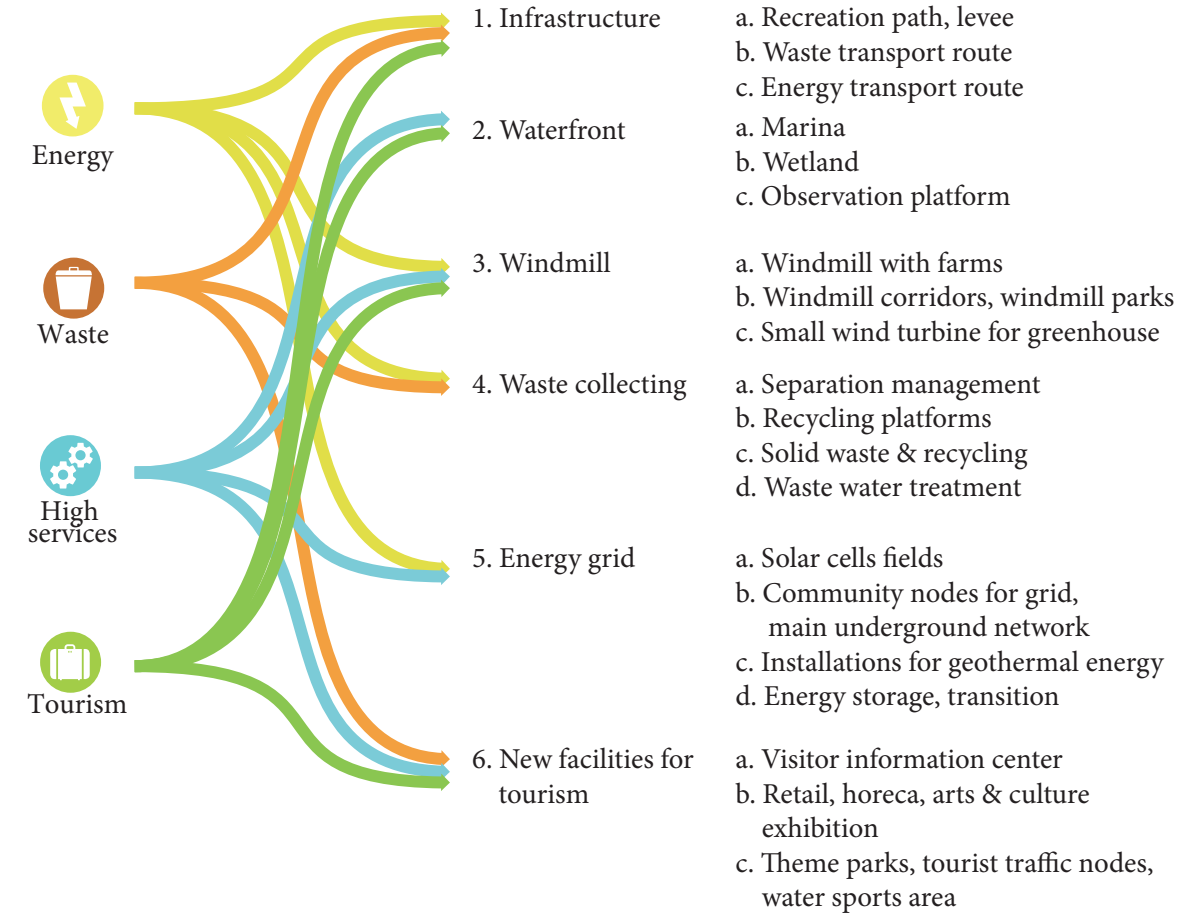 Energy
Waste
High
services
Tourism
1. Infrastructure
a. Recreation path, levee
b. Waste transport route
c. Energy transport route
2. Waterfront
a. Marina
b. Wetland
c. Observation platform
3. Windmill
a. Windmill with farms
b. Windmill corridors, windmill parks
c. Small wind turbine for greenhouse
4. Waste collecting
a. Separation management
b. Recycling platforms
c. Solid waste & recycling
d. Waste water treatment
5. Energy grid
a. Solar cells fields
b. Community nodes for grid,
main underground network
c. Installations for geothermal energy
d. Energy storage, transition
6. New facilities for
tourism
a. Visitor information center
b. Retail, horeca, arts & culture
exhibition
c. Theme parks, tourist traffic nodes,
water sports area